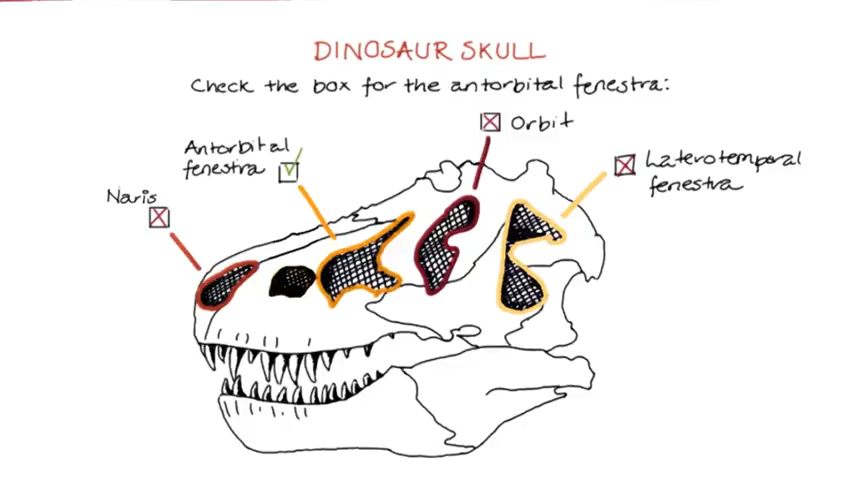 DINOSAUR SKULL
Check the box for the antorbital fenestra:
Orbit
Antorbital
fenestra
Laterotemporal
fenestra
Naris